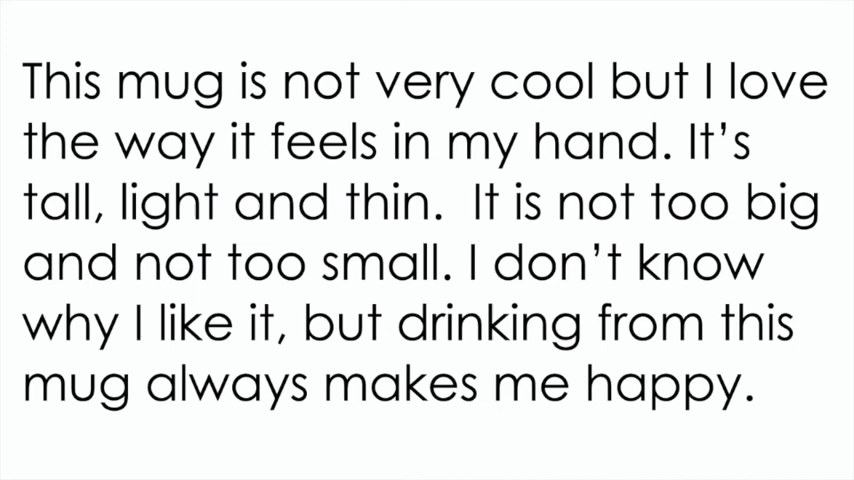 This mug is not very cool but I love
the way it feels in my hand. It’s
tall, light and thin.  It is not too big
and not too small. I don’t know
why I like it, but drinking from this
mug always makes me happy.